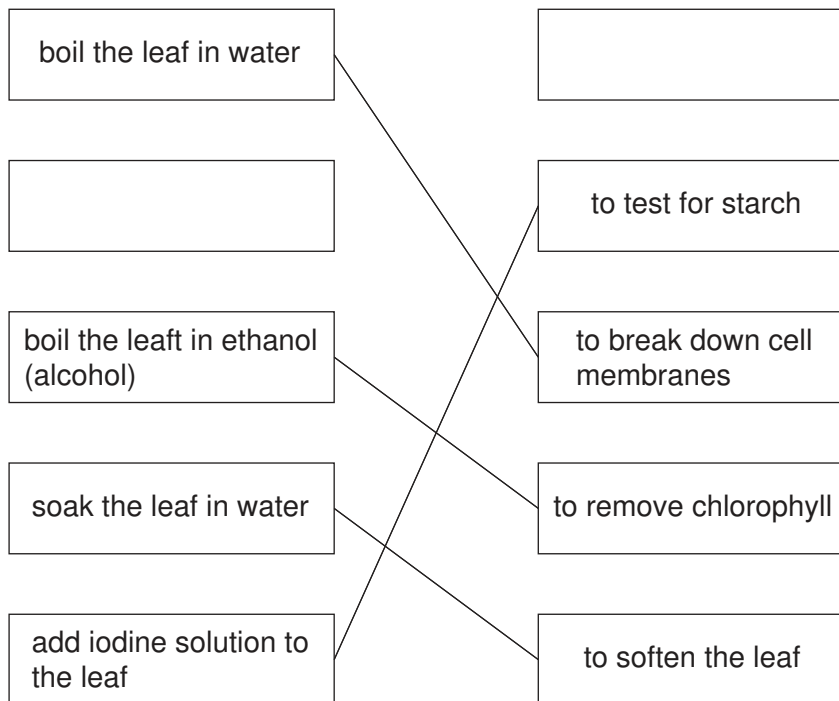 boil the leaf in water
to test for starch
boil the leaft in ethanol
(alcohol)
to break down cell
membranes
soak the leaf in water
to remove chlorophyll
add iodine solution to
the leaf
to soften the leaf